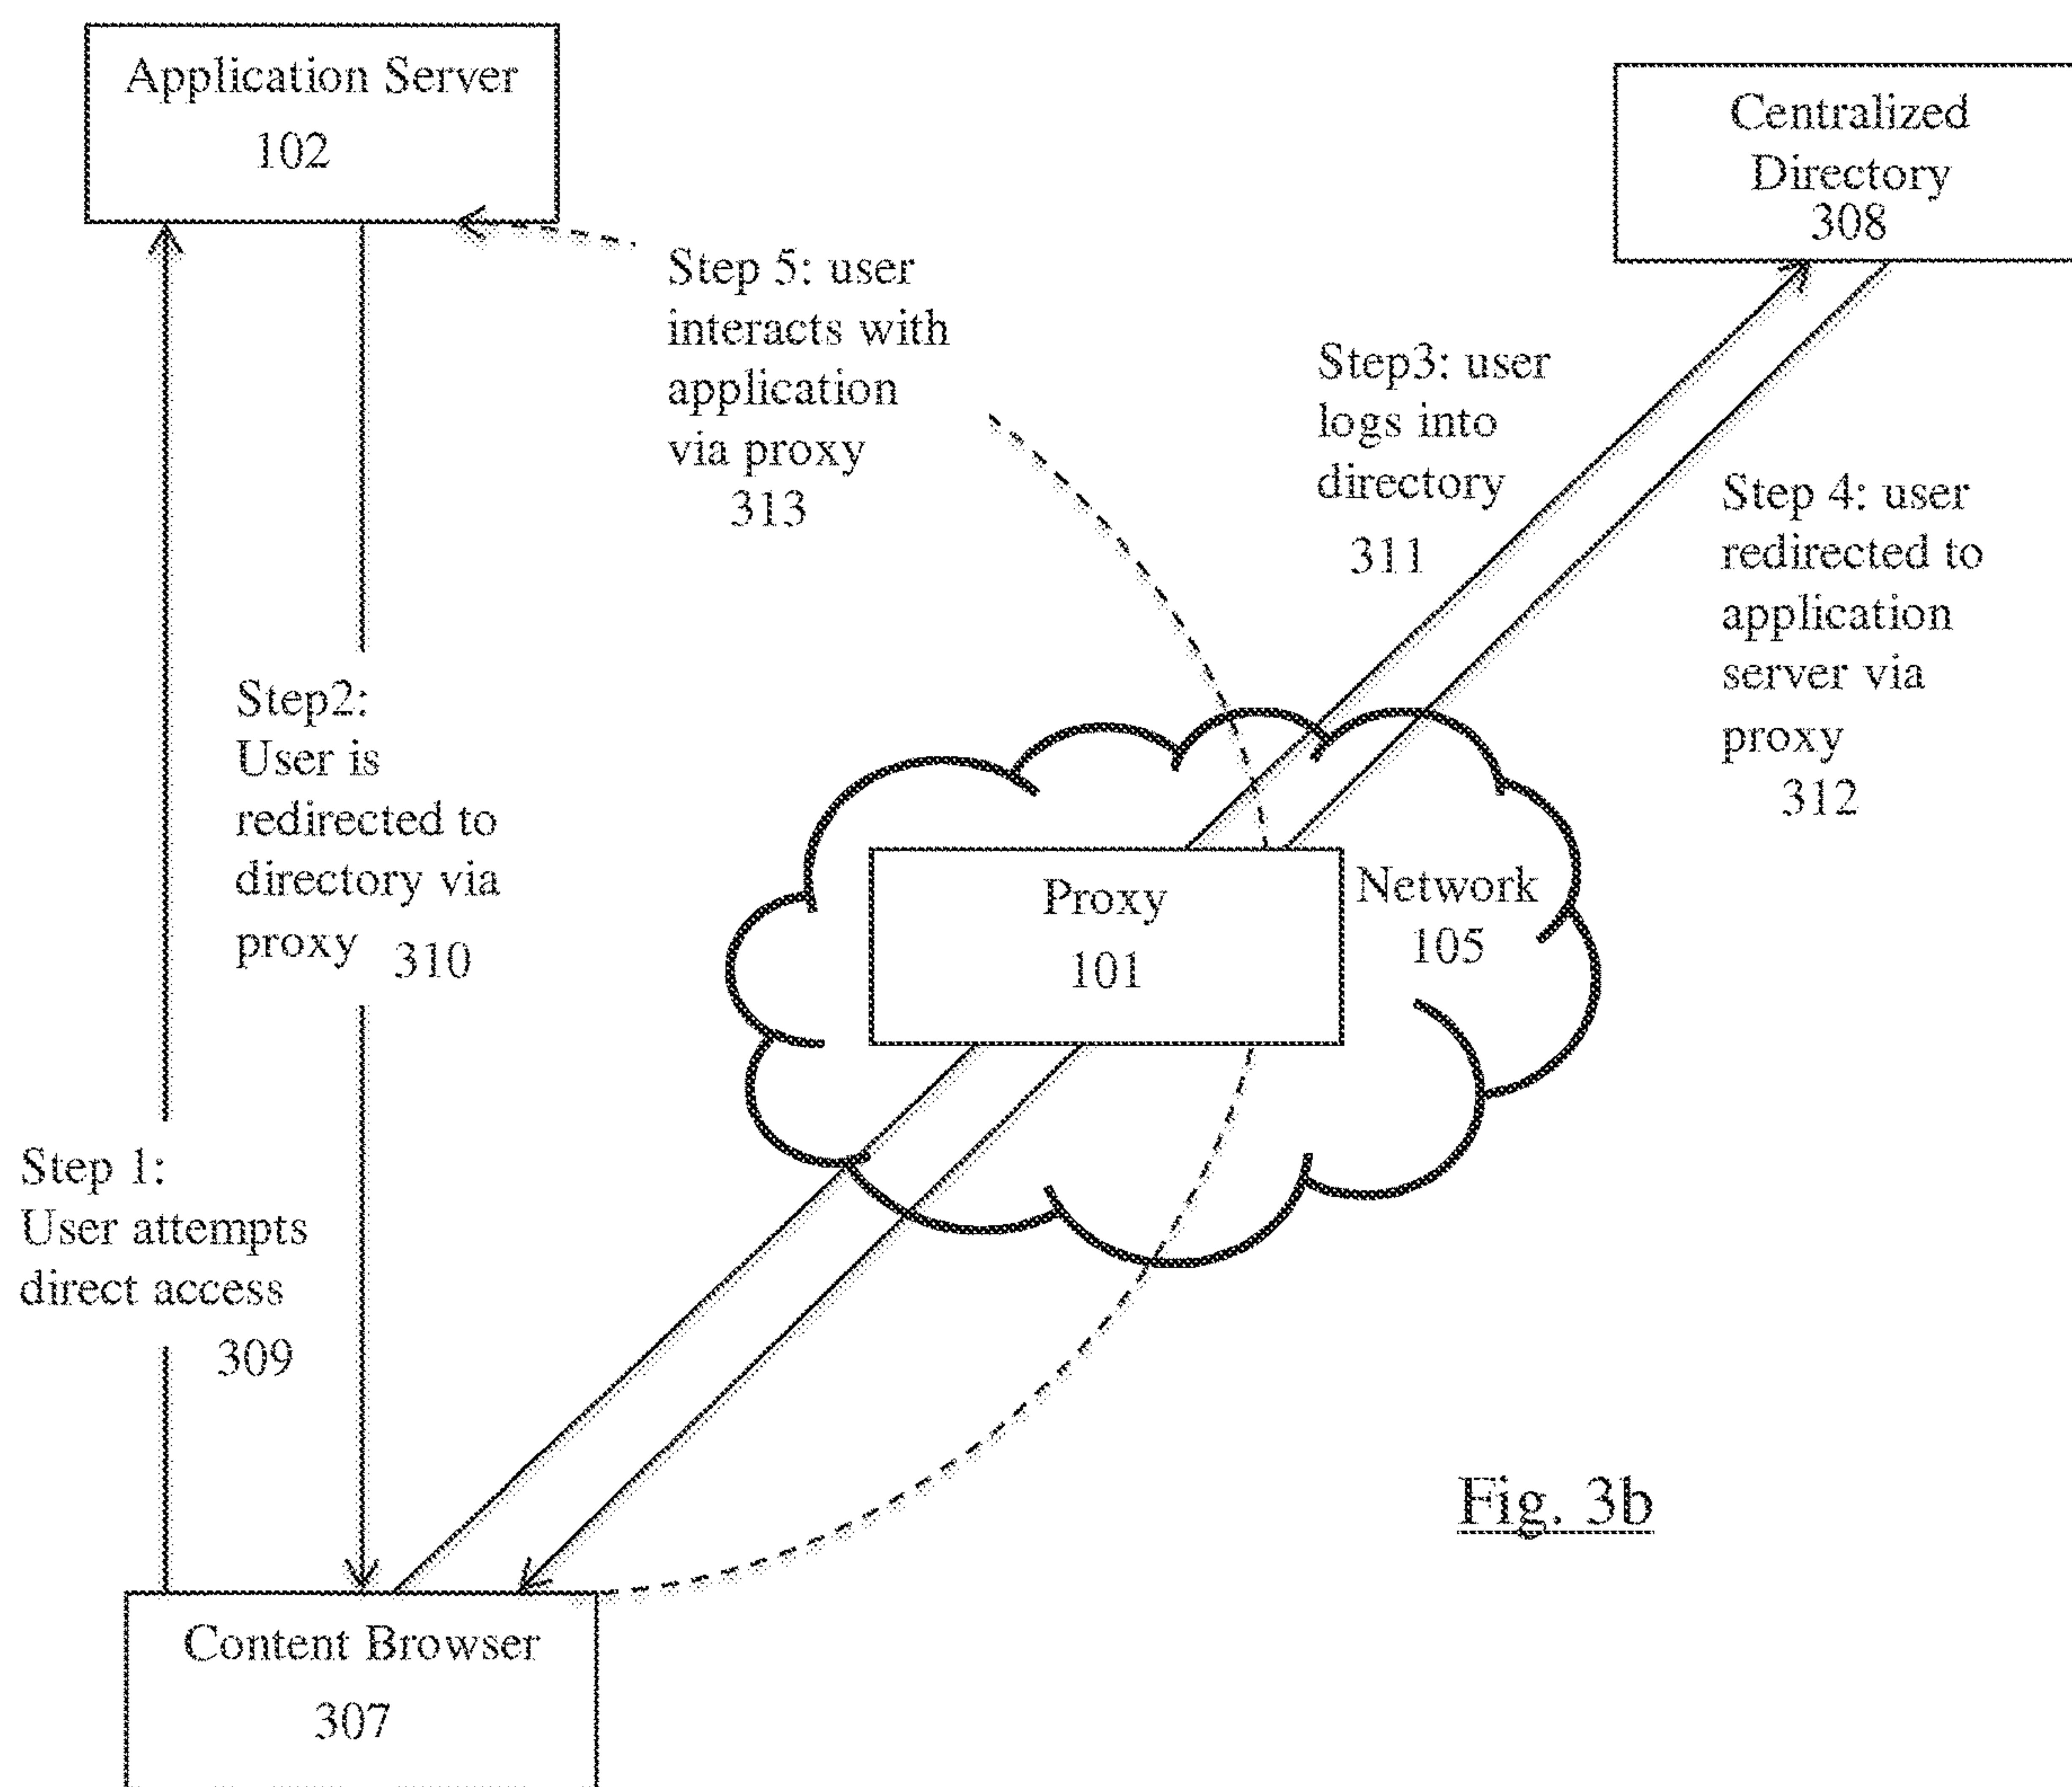 Application Server
102
Centralized
Directory
308
Step 5: user
interacts with
application
via proxy
313
Step3: user
logs into
directory
311
Step 4: user
redirected to
application
server via
proxy
312
Step2:
User is
redirected to
directory via
proxy
310
Proxy
101
Network
105
Step 1:
User attempts
direct access
309
Fig. 3b
Content Browser
307